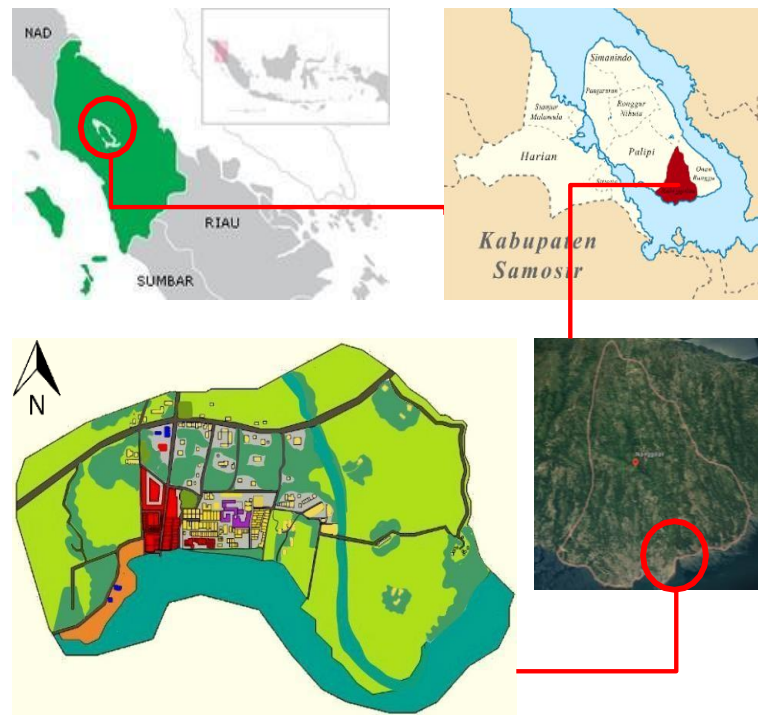 NAD
RIAU
SUMBAR
Simanindo
Pangururan
Sianjur
Mulamula
Ronggur
Nihuta
Harian
Palipi
Onan
Runggu
Kabupaten
Samosir
N